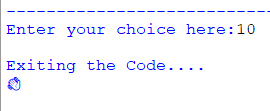 ----------------------------
Enter your choice here:10
Exiting the Code....
👏